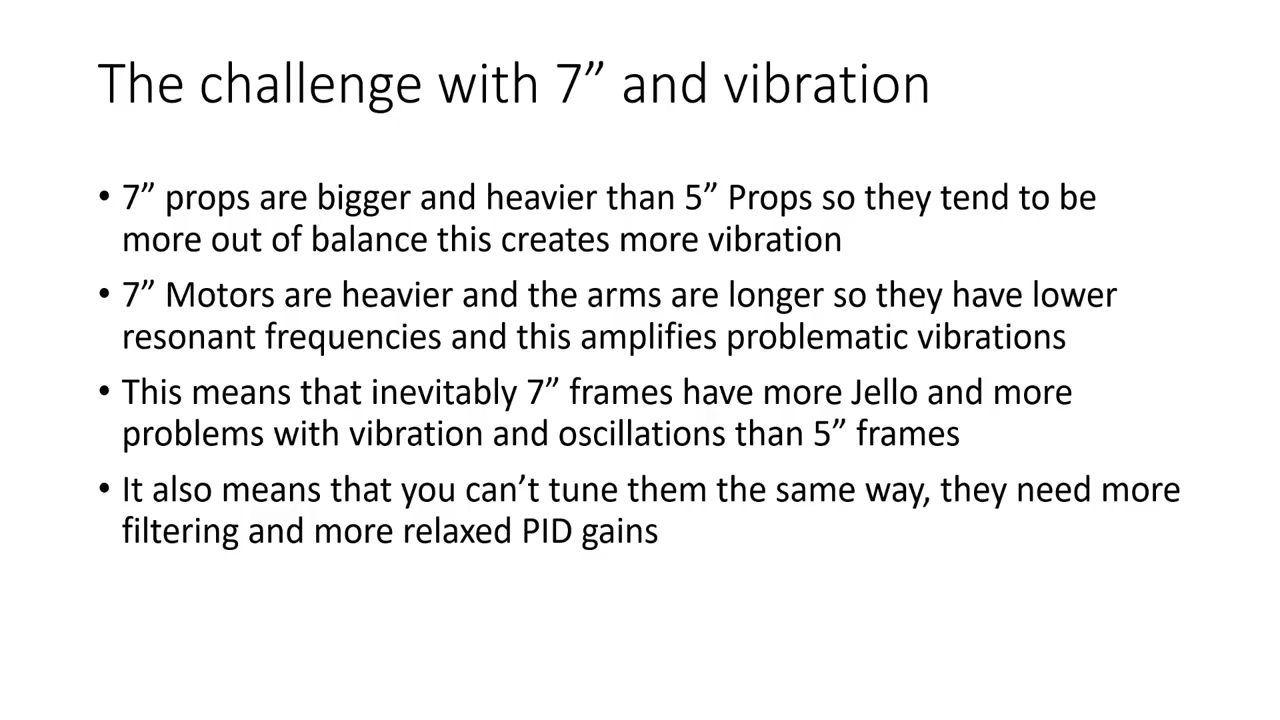 The challenge with 7” and vibration
• 7” props are bigger and heavier than 5” Props so they tend to be
more out of balance this creates more vibration
• 7” Motors are heavier and the arms are longer so they have lower
resonant frequencies and this amplifies problematic vibrations
• This means that inevitably 7” frames have more Jello and more
problems with vibration and oscillations than 5” frames
• It also means that you can’t tune them the same way, they need more
filtering and more relaxed PID gains